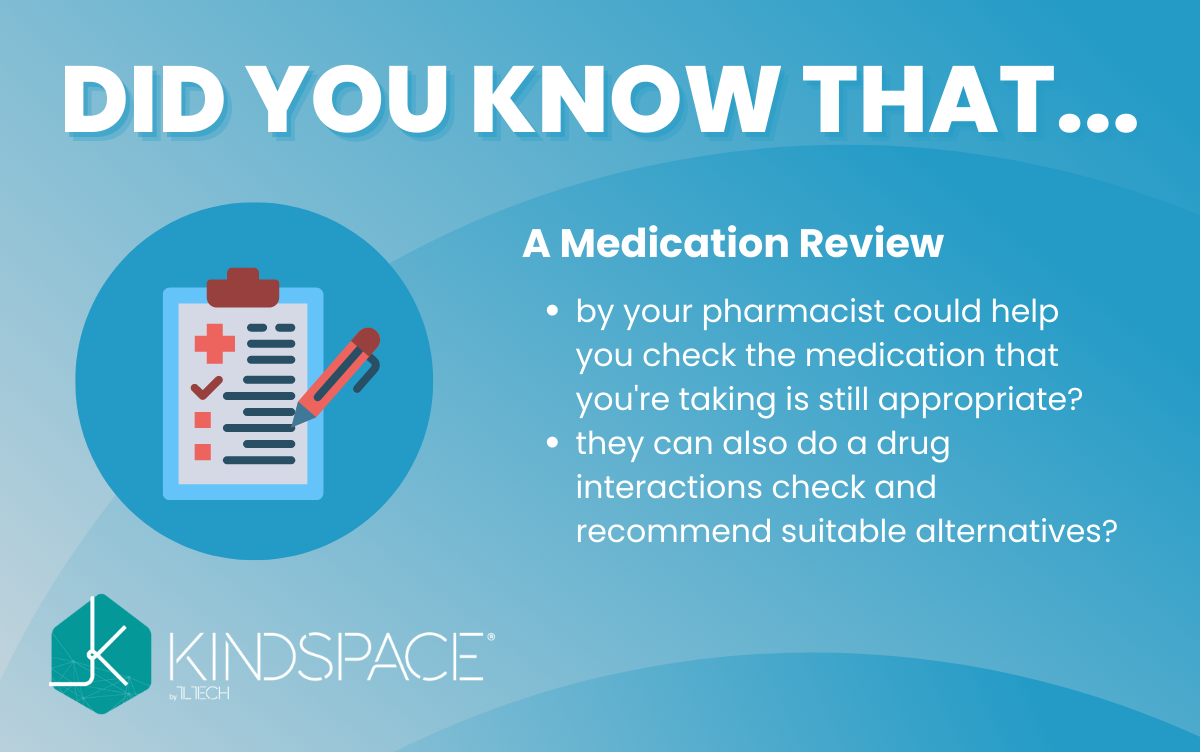 DID YOU KNOW THAT...
A Medication Review
• by your pharmacist could help
you check the medication that
you're taking is still appropriate?
• they can also do a drug
interactions check and
recommend suitable alternatives?
KINDSPACE®
by TLTECH